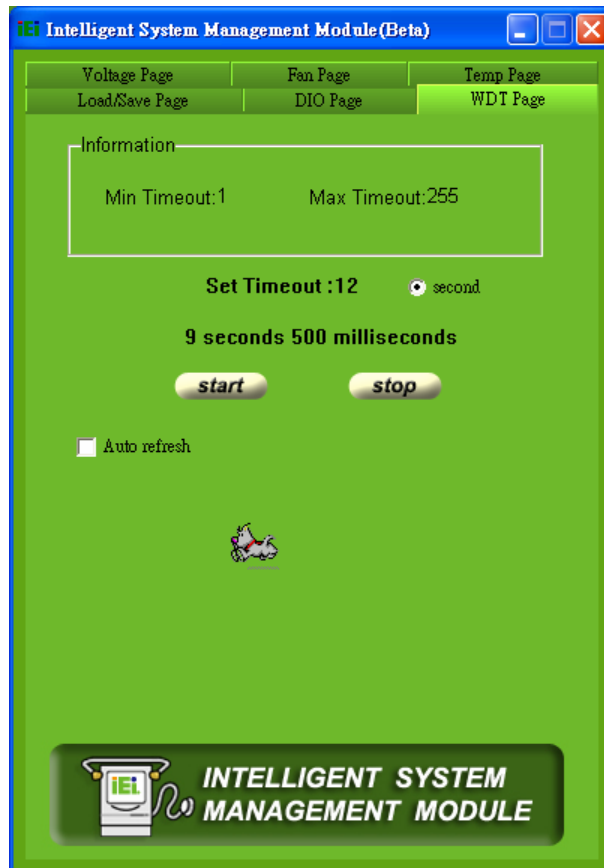 iEi Intelligent System Management Module(Beta)
Voltage Page Fan Page Temp Page
Load/Save Page DIO Page WDT Page
Information
Min Timeout:1 Max Timeout:255
Set Timeout :12 second
9 seconds 500 milliseconds
start stop
Auto refresh
iEi
INTELLIGENT SYSTEM
MANAGEMENT MODULE